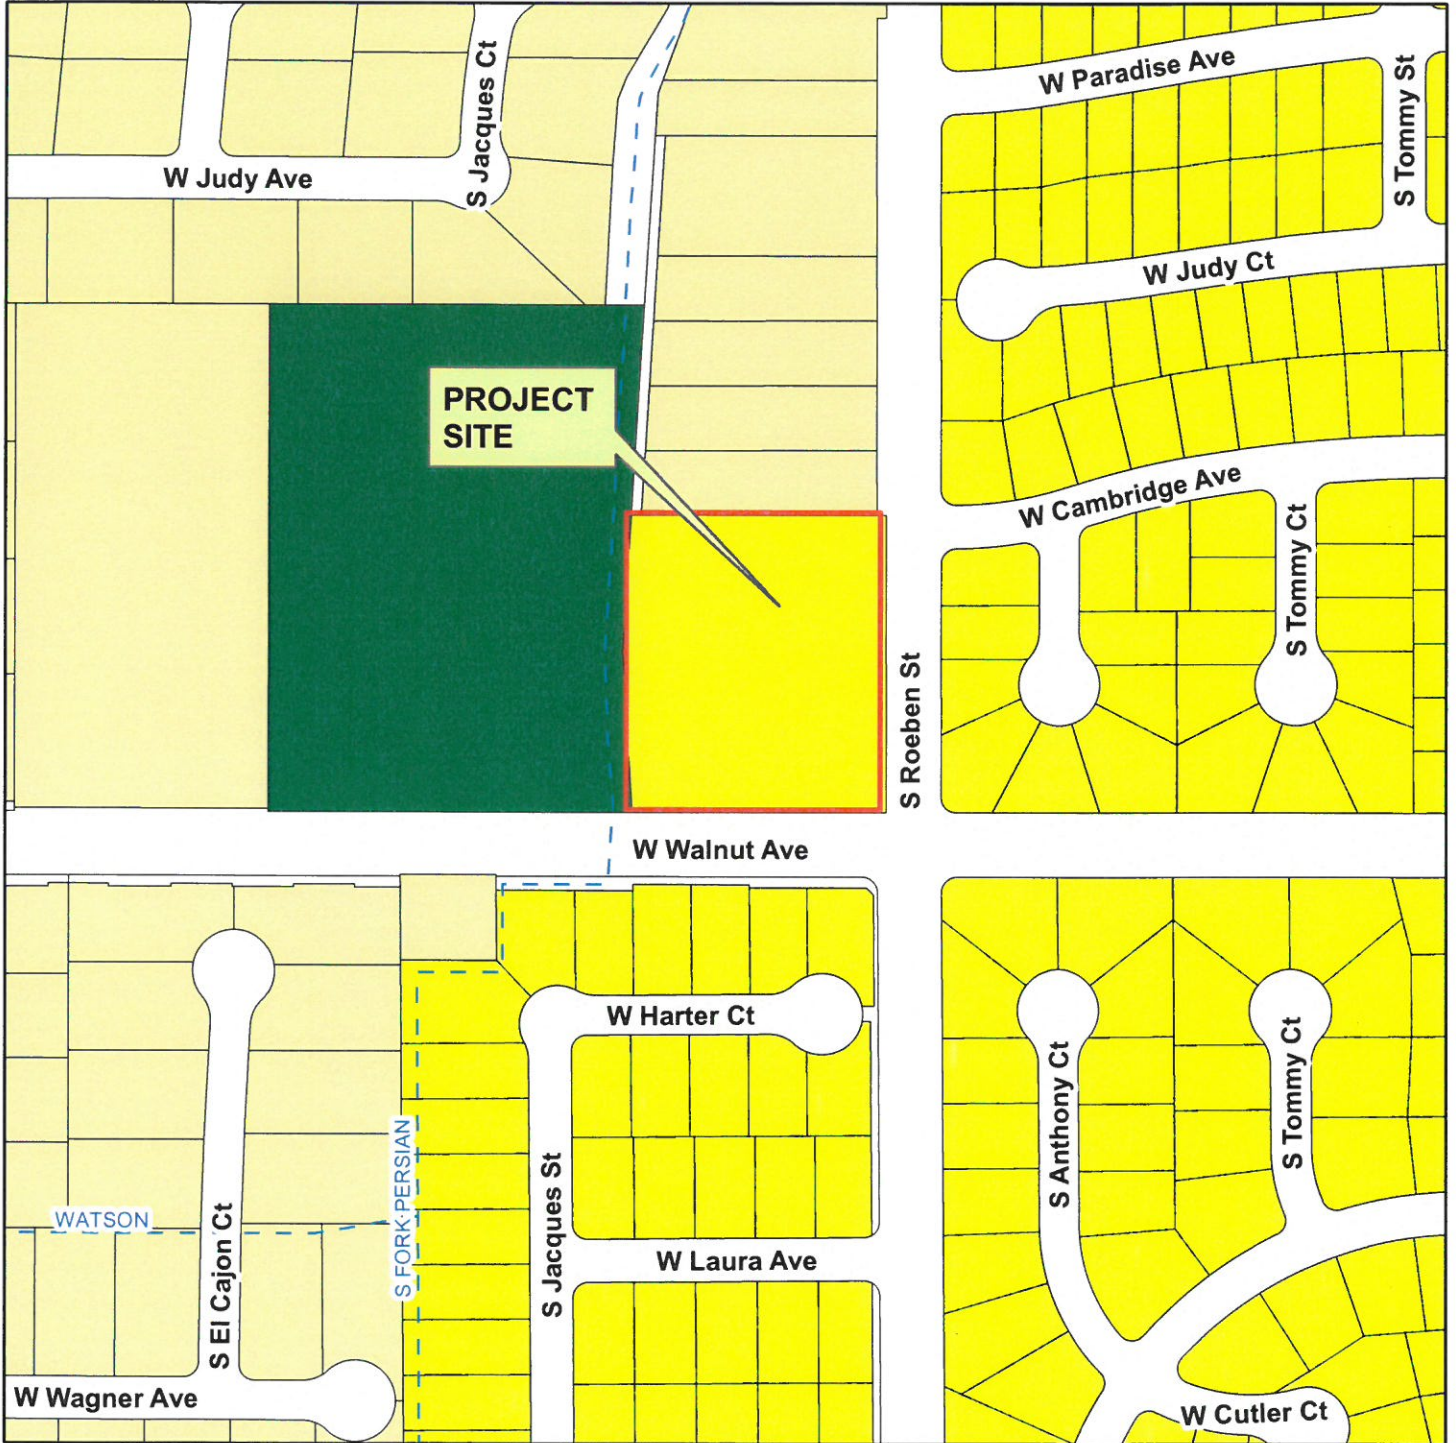 W Paradise Ave
S Tommy St
S Jacques Ct
W Judy Ave
W Judy Ct
PROJECT
SITE
W Cambridge Ave
S Tommy Ct
S Roeben St
W Walnut Ave
W Harter Ct
S Anthony Ct
S Tommy Ct
S FORK PERSIAN
S Jacques St
WATSON
S El Cajon Ct
W Laura Ave
W Wagner Ave
W Cutler Ct